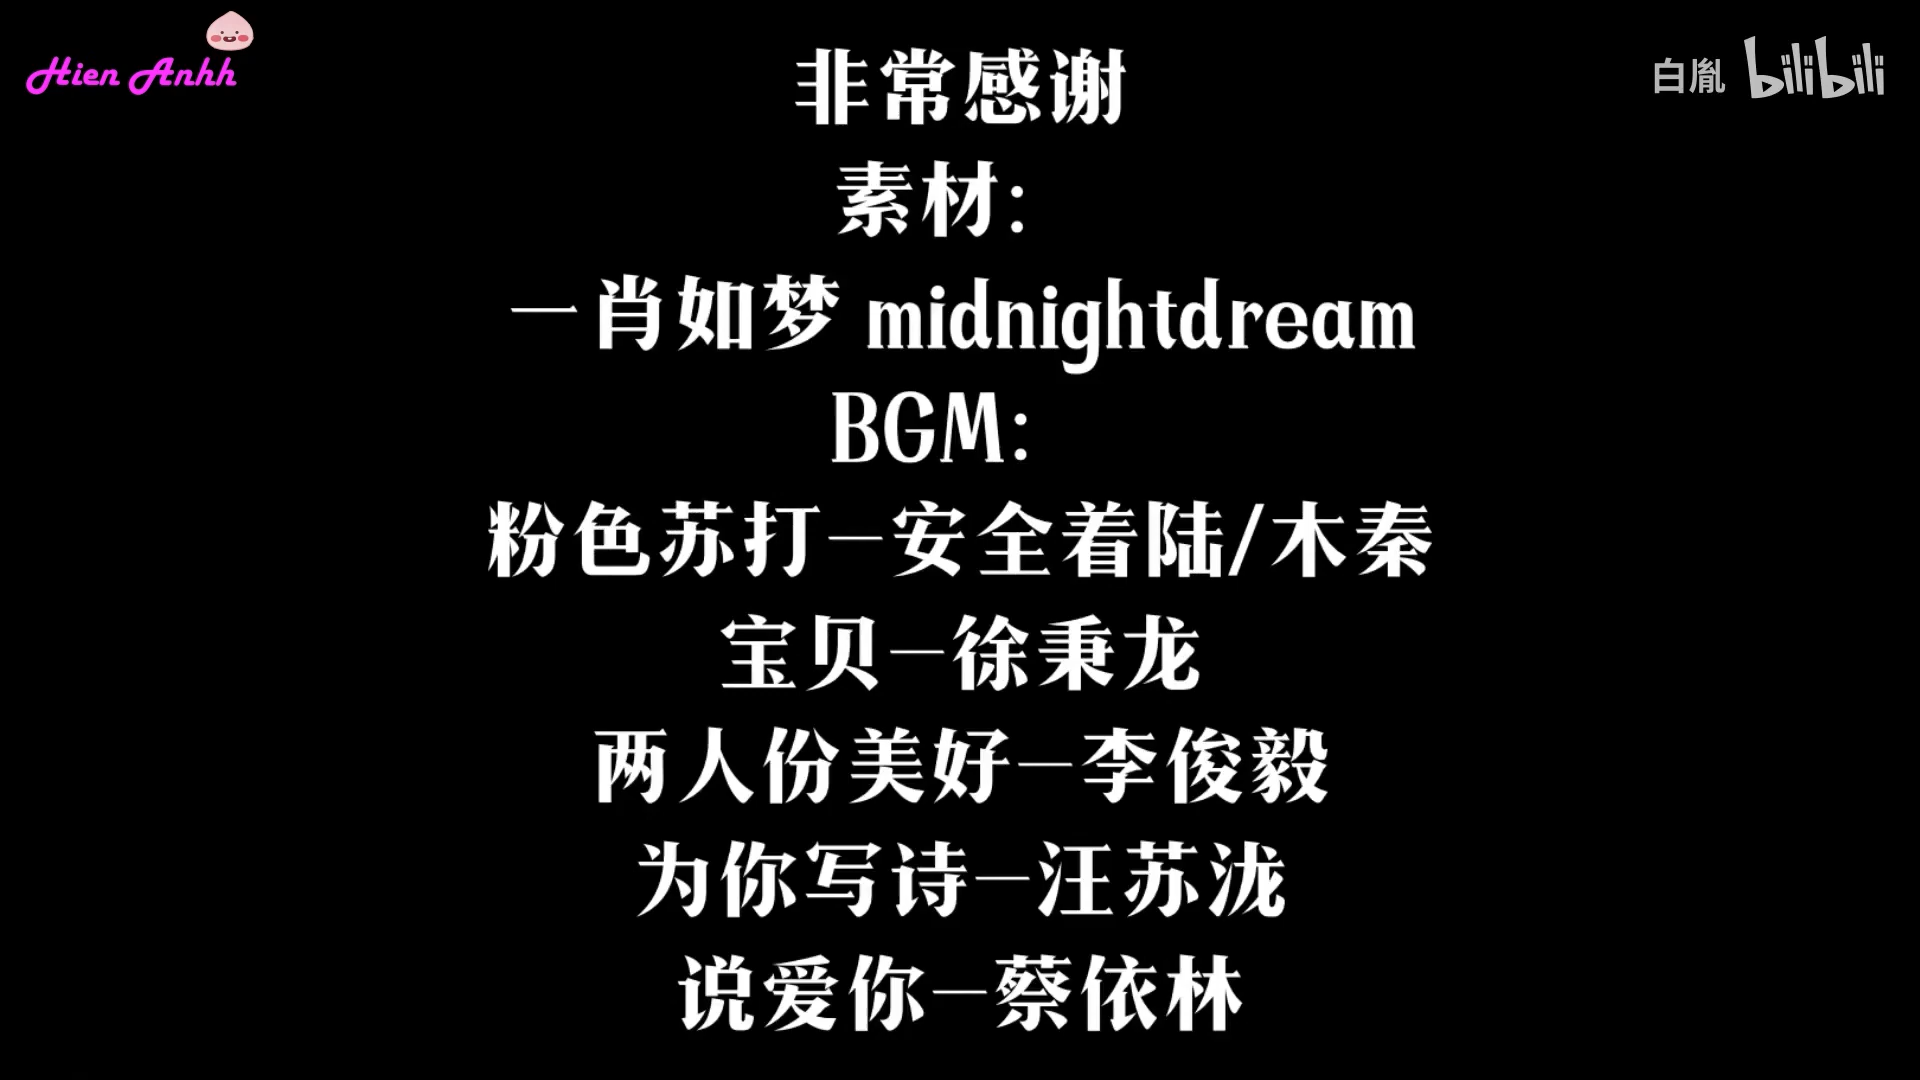 Hien Anhh
白胤 bilibili
非常感谢
素材:
一肖如梦 midnightdream
BGM:
粉色苏打—安全着陆/木秦
宝贝—徐秉龙
两人份美好—李俊毅
为你写诗—汪苏泷
说爱你—蔡依林